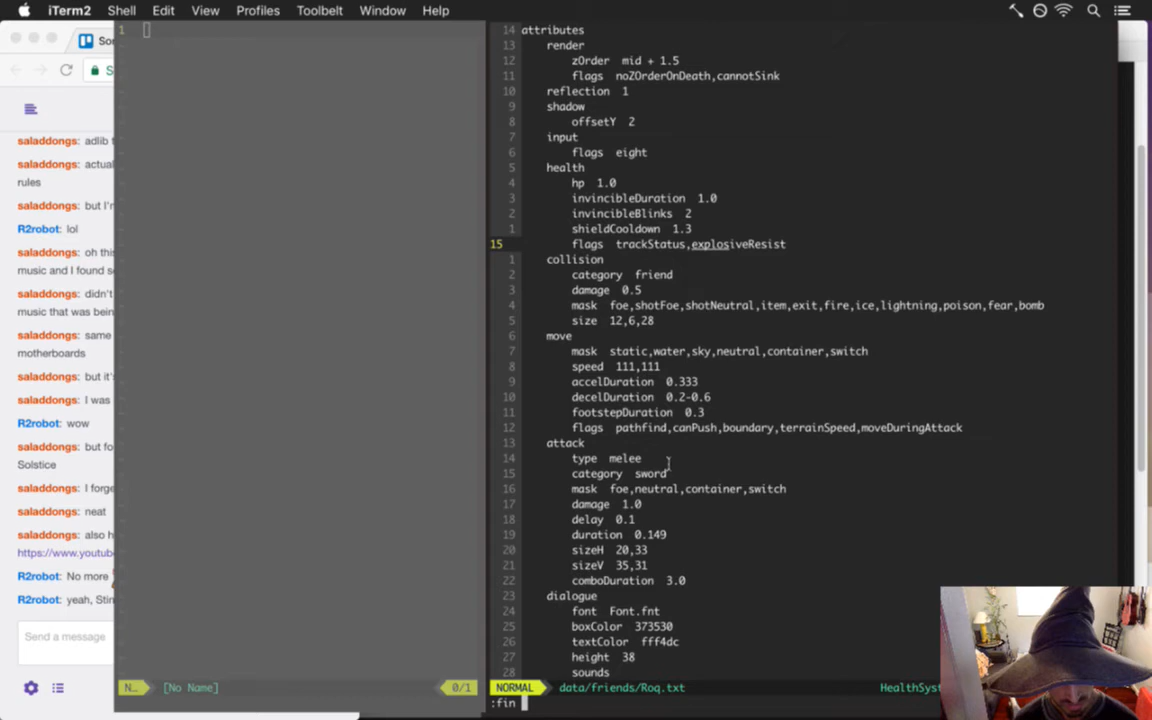 iTerm2 Shell Edit View Profiles Toolbelt Window Help
Sor
S
saladdongs: adlib t
saladdongs: actual
rules
saladdongs: but I'r
R2robot: lol
saladdongs: oh this
music and I found s
saladdongs: didn't
music that was bein
saladdongs: same
motherboards
saladdongs: but it's
saladdongs: I was
R2robot: wow
saladdongs: but fo
Solstice
saladdongs: I forge
saladdongs: neat
saladdongs: also h
https://www.youtub
R2robot: No more
R2robot: yeah, Stin
Send a message
1
N... [No Name] 0/1
14 attributes
13 render
12 zOrder mid + 1.5
11 flags noZOrderOnDeath,cannotSink
10 reflection 1
9 shadow
8 offsetY 2
7 input
6 flags eight
5 health
4 hp 1.0
3 invincibleDuration 1.0
2 invincibleBlinks 2
1 shieldCooldown 1.3
15 flags trackStatus,explosiveResist
1 collision
2 category friend
3 damage 0.5
4 mask foe,shotFoe,shotNeutral,item,exit,fire,ice,lightning,poison,fear,bomb
5 size 12,6,28
6 move
7 mask static,water,sky,neutral,container,switch
8 speed 111,111
9 accelDuration 0.333
10 decelDuration 0.2-0.6
11 footstepDuration 0.3
12 flags pathfind,canPush,boundary,terrainSpeed,moveDuringAttack
13 attack
14 type melee
15 category sword
16 mask foe,neutral,container,switch
17 damage 1.0
18 delay 0.1
19 duration 0.149
20 sizeH 20,33
21 sizeV 35,31
22 comboDuration 3.0
23 dialogue
24 font Font.fnt
25 boxColor 373530
26 textColor fff4dc
27 height 38
28 sounds
NORMAL data/friends/Roq.txt HealthSys
:fin